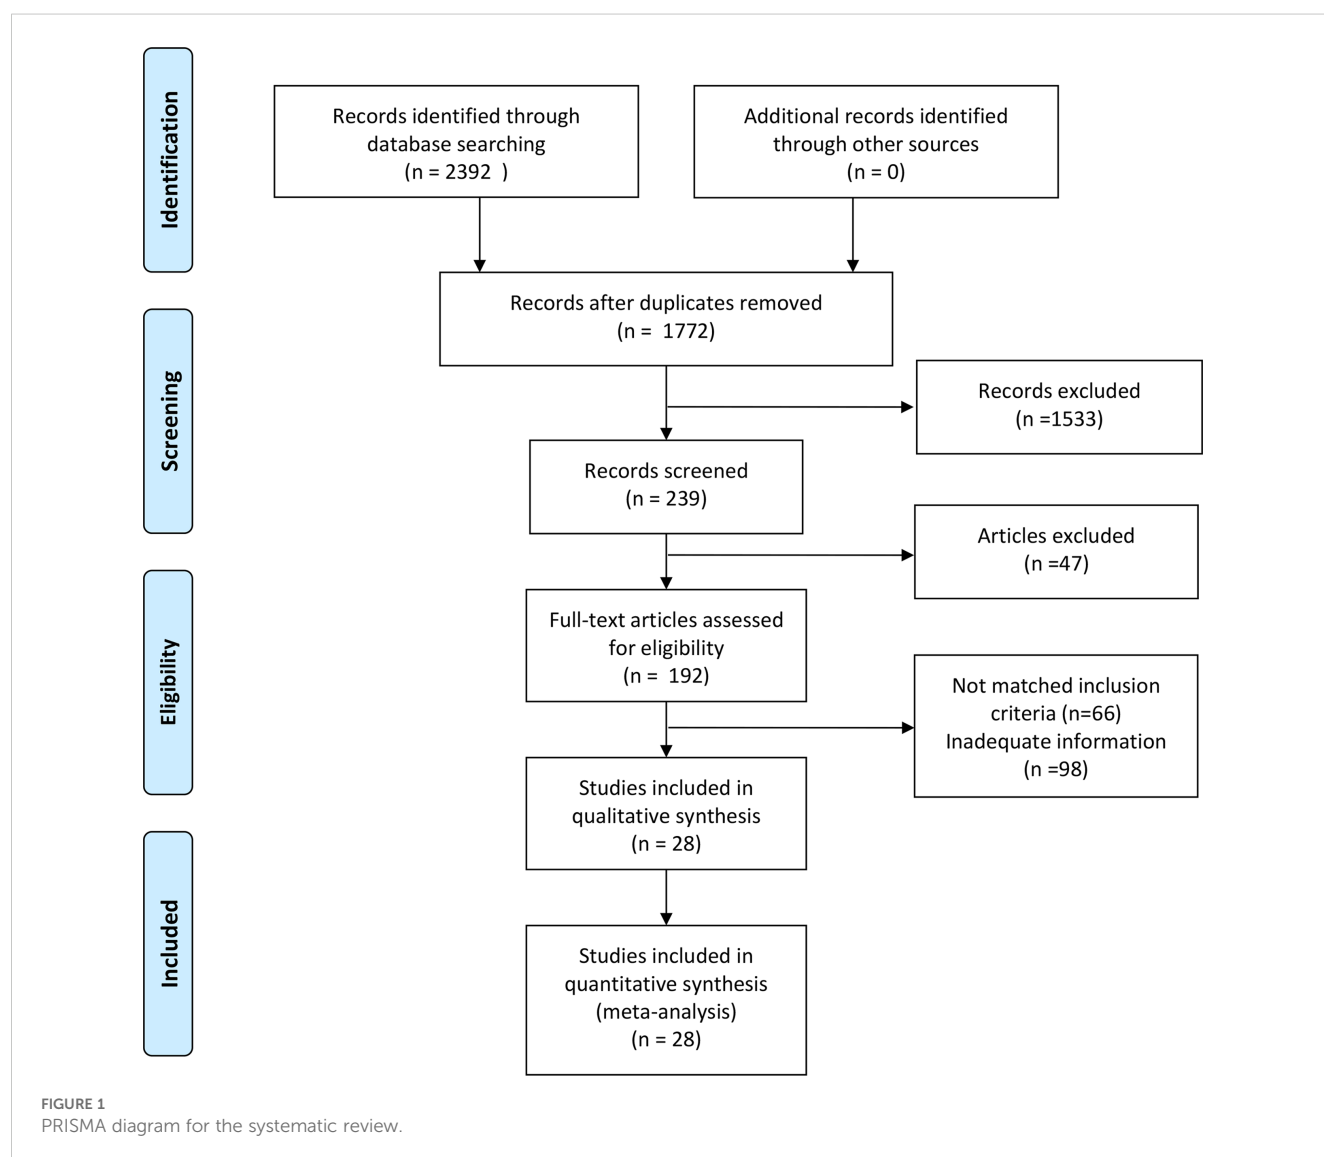 Identification
Records identified through
database searching
(n = 2392  )
Additional records identified
through other sources
(n = 0)
Records after duplicates removed
(n =  1772)
Screening
Records excluded
(n =1533)
Records screened
(n = 239)
Articles excluded
(n =47)
Eligibility
Full-text articles assessed
for eligibility
(n =  192)
Not matched inclusion
criteria (n=66)
Inadequate information
(n =98)
Studies included in
qualitative synthesis
(n = 28)
Included
Studies included in
quantitative synthesis
(meta-analysis)
(n = 28)
FIGURE 1
PRISMA diagram for the systematic review.